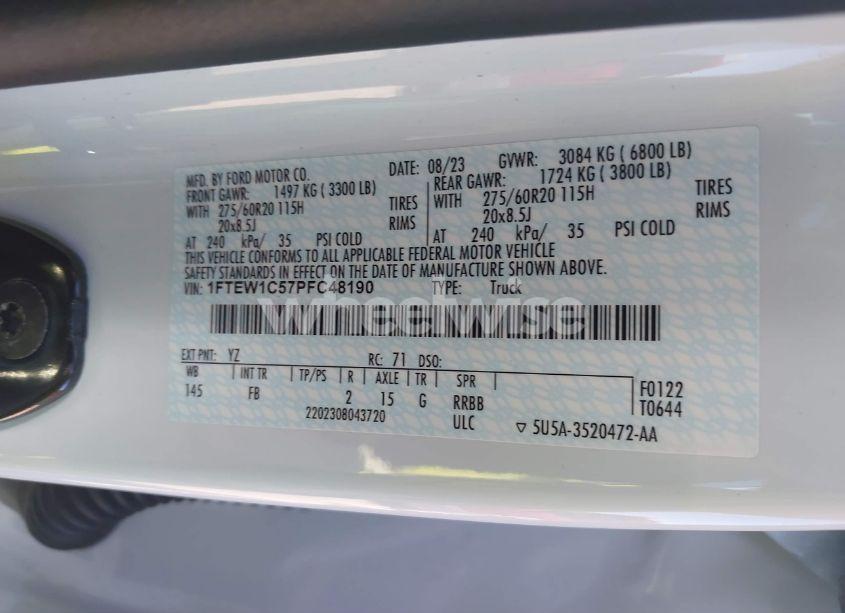 MFD. BY FORD MOTOR CO.
DATE: 08/23 GVWR: 3084 KG ( 6800 LB)
FRONT GAWR: 1497 KG ( 3300 LB)
WITH 275/60R20 115H TIRES
20x8.5J RIMS
AT 240 kPa/ 35 PSI COLD
REAR GAWR: 1724 KG ( 3800 LB)
WITH 275/60R20 115H TIRES
20x8.5J RIMS
AT 240 kPa/ 35 PSI COLD
THIS VEHICLE CONFORMS TO ALL APPLICABLE FEDERAL MOTOR VEHICLE
SAFETY STANDARDS IN EFFECT ON THE DATE OF MANUFACTURE SHOWN ABOVE.
VIN: 1FTEW1C57PFC48190 TYPE: Truck
wheelwise
EXT PNT: YZ RC: 71 DSO:
WB INT TR TP/PS R AXLE TR SPR
145 FB 2 15 G RRBB
2202308043720 ULC
F0122
T0644
▽ 5U5A-3520472-AA